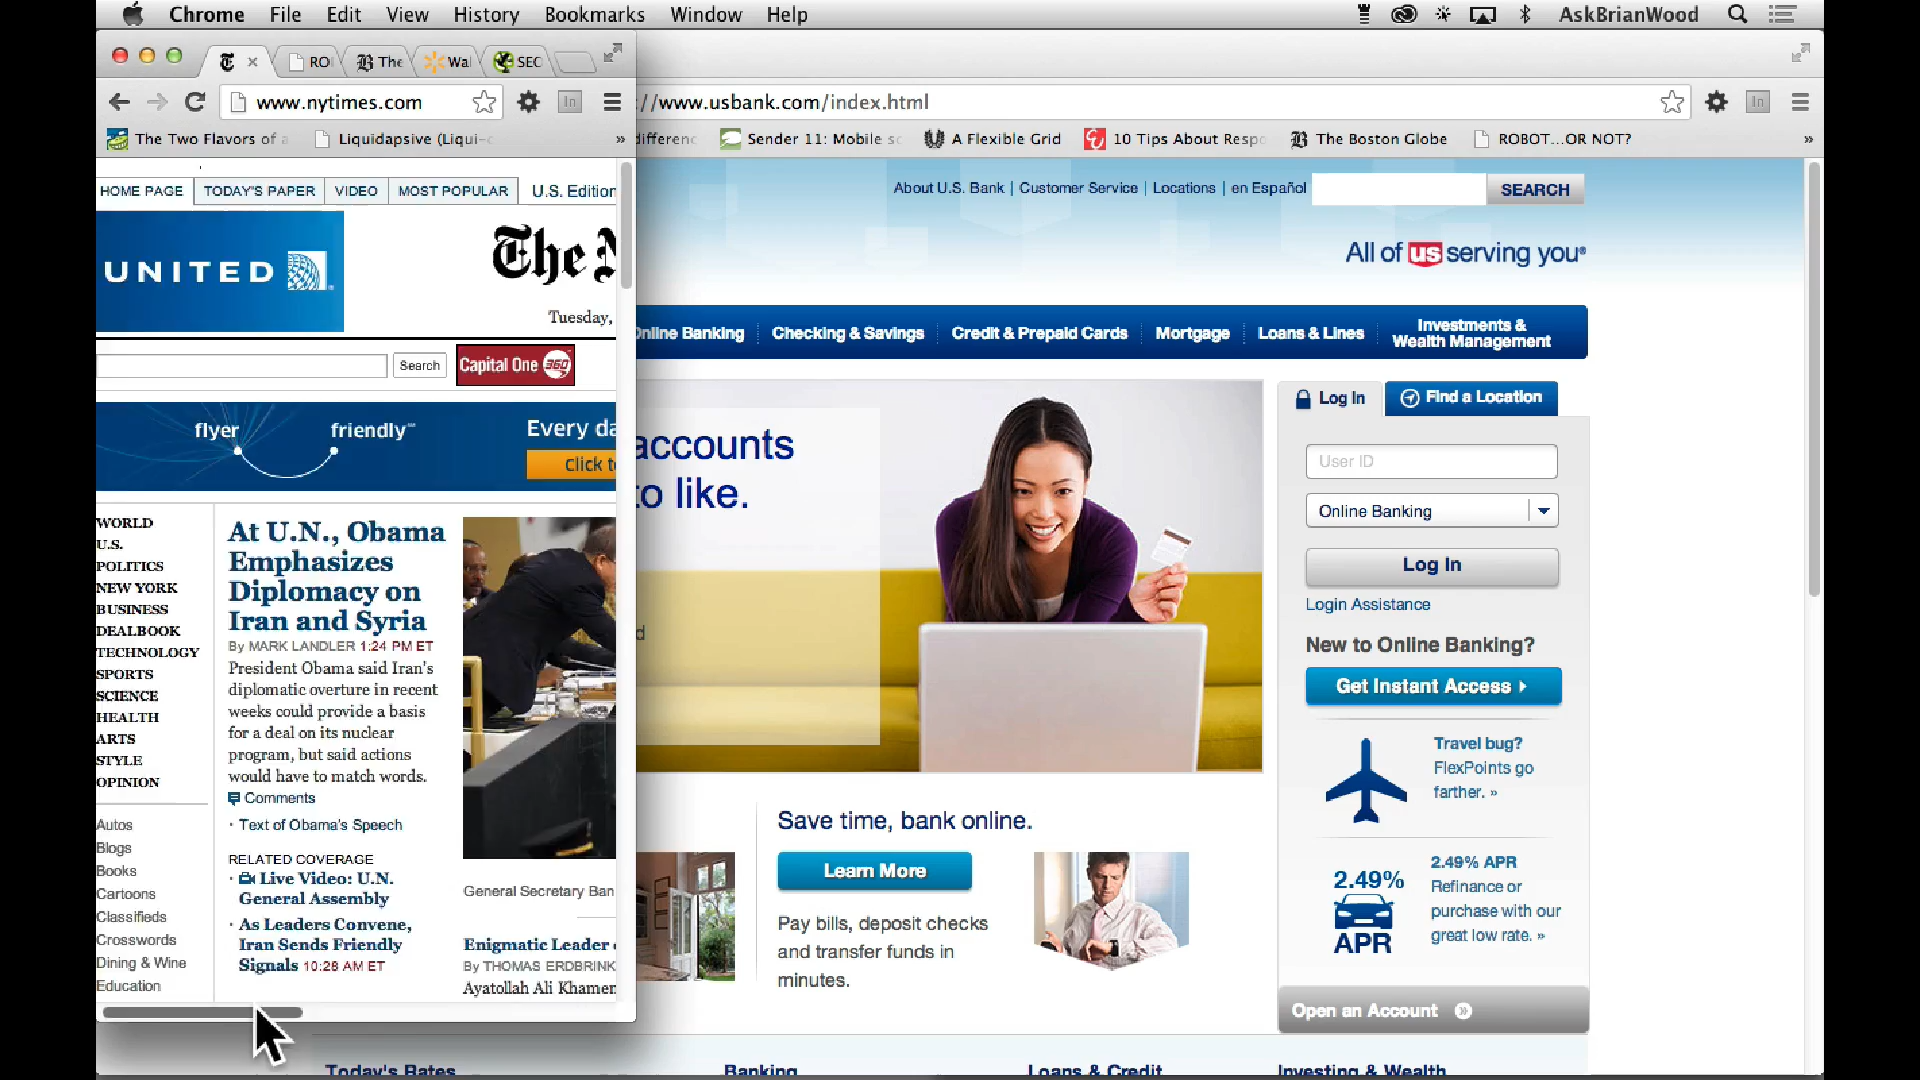 Chrome File Edit View History Bookmarks Window Help AskBrianWood
The Wal SEC
www.nytimes.com
//www.usbank.com/index.html
The Two Flavors of a Liquidapsive (Liqui- »
Sender 11: Mobile A Flexible Grid 10 Tips About Respo The Boston Globe ROBOT...OR NOT? »
HOME PAGE TODAY'S PAPER VIDEO MOST POPULAR U.S. Edition
UNITED
The N
Tuesday,
Search Capital One 360
flyer friendly℠ Every da
Click to
WORLD
U.S.
POLITICS
NEW YORK
BUSINESS
DEALBOOK
TECHNOLOGY
SPORTS
SCIENCE
HEALTH
ARTS
STYLE
OPINION
Autos
Blogs
Books
Cartoons
Classifieds
Crosswords
Dining & Wine
Education
At U.N., Obama
Emphasizes
Diplomacy on
Iran and Syria
By MARK LANDLER 1:24 PM ET
President Obama said Iran's
diplomatic overture in recent
weeks could provide a basis
for a deal on its nuclear
program, but said actions
would have to match words.
Comments
· Text of Obama's Speech
RELATED COVERAGE
· Live Video: U.N.
General Assembly
· As Leaders Convene,
Iran Sends Friendly
Signals 10:28 AM ET
General Secretary Ban
Enigmatic Leader
By THOMAS ERDBRINK
Ayatollah Ali Khamen
About U.S. Bank | Customer Service | Locations | en Español SEARCH
All of us serving you®
Online Banking Checking & Savings Credit & Prepaid Cards Mortgage Loans & Lines Investments &
Wealth Management
accounts
to like.
Log In Find a Location
User ID
Online Banking
Log In
Login Assistance
New to Online Banking?
Get Instant Access
Travel bug?
FlexPoints go
farther. »
2.49%
APR
2.49% APR
Refinance or
purchase with our
great low rate. »
Open an Account
Save time, bank online.
Learn More
Pay bills, deposit checks
and transfer funds in
minutes.
Today's Rates Banking Loans & Credit Investing & Wealth